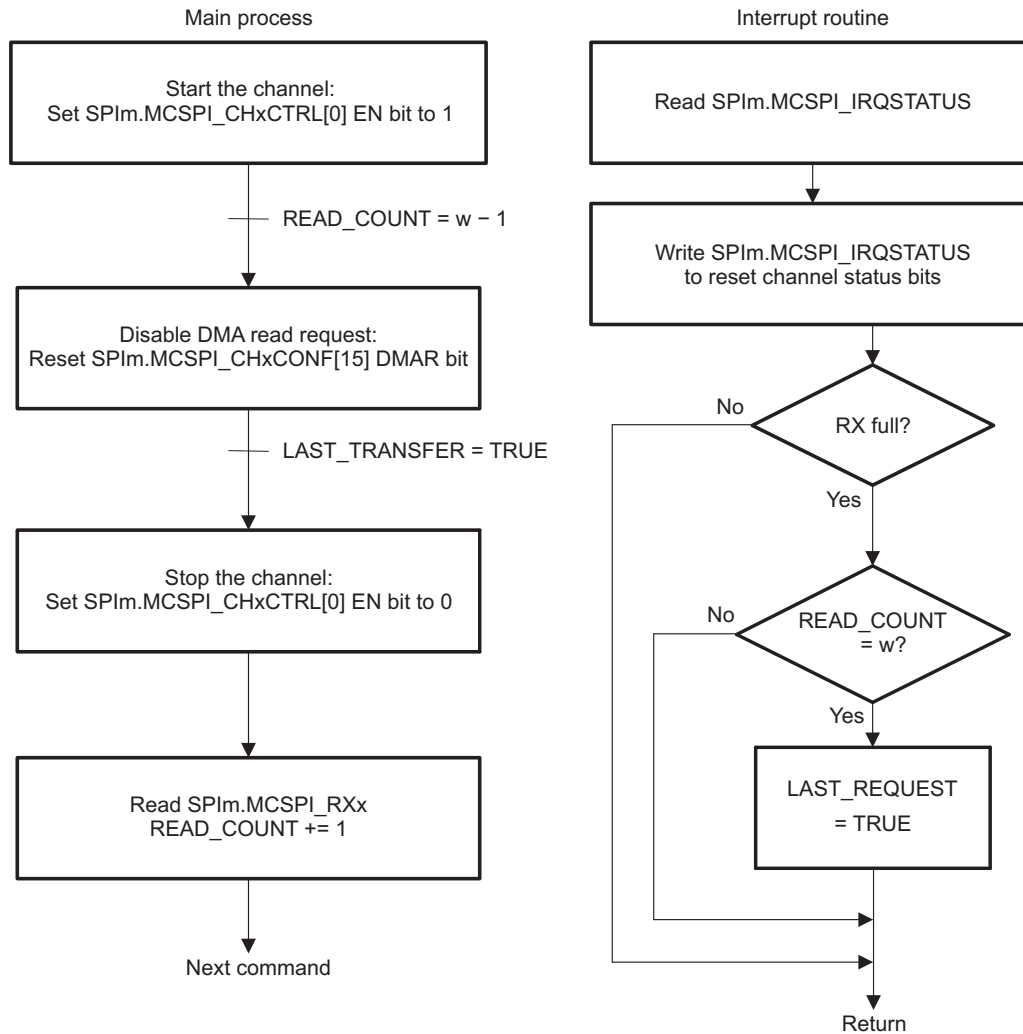 Main process
Start the channel:
Set SPIm.MCSPI_CHxCTRL[0] EN bit to 1
READ_COUNT = w − 1
Disable DMA read request:
Reset SPIm.MCSPI_CHxCONF[15] DMAR bit
LAST_TRANSFER = TRUE
Stop the channel:
Set SPIm.MCSPI_CHxCTRL[0] EN bit to 0
Read SPIm.MCSPI_RXx
READ_COUNT += 1
Next command
Interrupt routine
Read SPIm.MCSPI_IRQSTATUS
Write SPIm.MCSPI_IRQSTATUS
to reset channel status bits
RX full?
No
Yes
READ_COUNT
= w?
No
Yes
LAST_REQUEST
= TRUE
Return